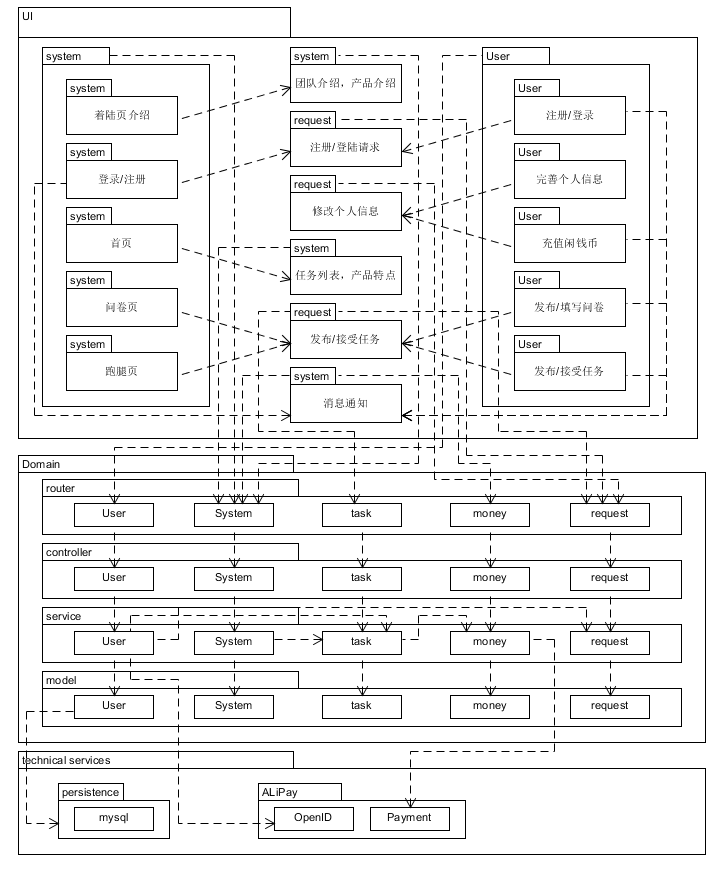 UI
system
system
User
system
着陆页介绍
团队介绍，产品介绍
User
注册/登录
request
注册/登陆请求
system
登录/注册
User
完善个人信息
request
修改个人信息
system
首页
User
充值闲钱币
system
任务列表，产品特点
system
问卷页
User
发布/填写问卷
request
发布/接受任务
system
跑腿页
User
发布/接受任务
system
消息通知
Domain
router
User
System
task
money
request
controller
User
System
task
money
request
service
User
System
task
money
request
model
User
System
task
money
request
technical services
persistence
mysql
ALiPay
OpenID
Payment